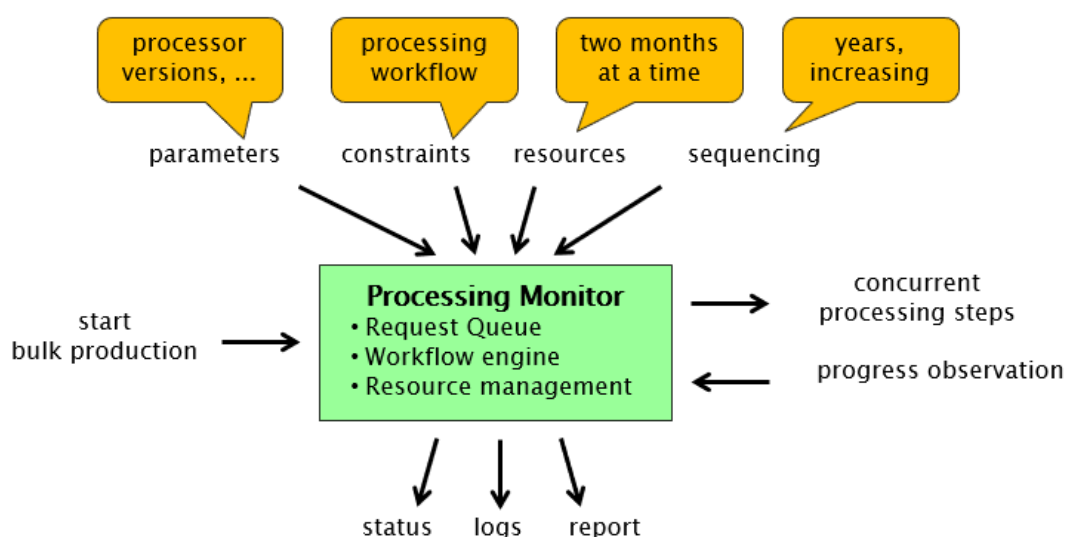 processor
versions, ...
processing
workflow
two months
at a time
years,
increasing
parameters
constraints
resources
sequencing
Processing Monitor
• Request Queue
• Workflow engine
• Resource management
start
bulk production
concurrent
processing steps
progress observation
status
logs
report